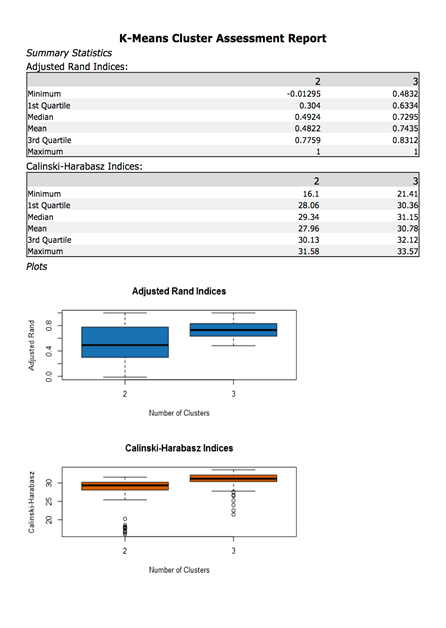 K-Means Cluster Assessment Report
Summary Statistics
Adjusted Rand Indices:
2 3
Minimum -0.01295 0.4832
1st Quartile 0.304 0.6334
Median 0.4924 0.7295
Mean 0.4822 0.7435
3rd Quartile 0.7759 0.8312
Maximum 1 1
Calinski-Harabasz Indices:
2 3
Minimum 16.1 21.41
1st Quartile 28.06 30.36
Median 29.34 31.15
Mean 27.96 30.78
3rd Quartile 30.13 32.12
Maximum 31.58 33.57
Plots
Adjusted Rand Indices
Adjusted Rand
0.8
0.4
0.0
2 3
Number of Clusters
Calinski-Harabasz Indices
Calinski-Harabasz
30
25
20
2 3
Number of Clusters